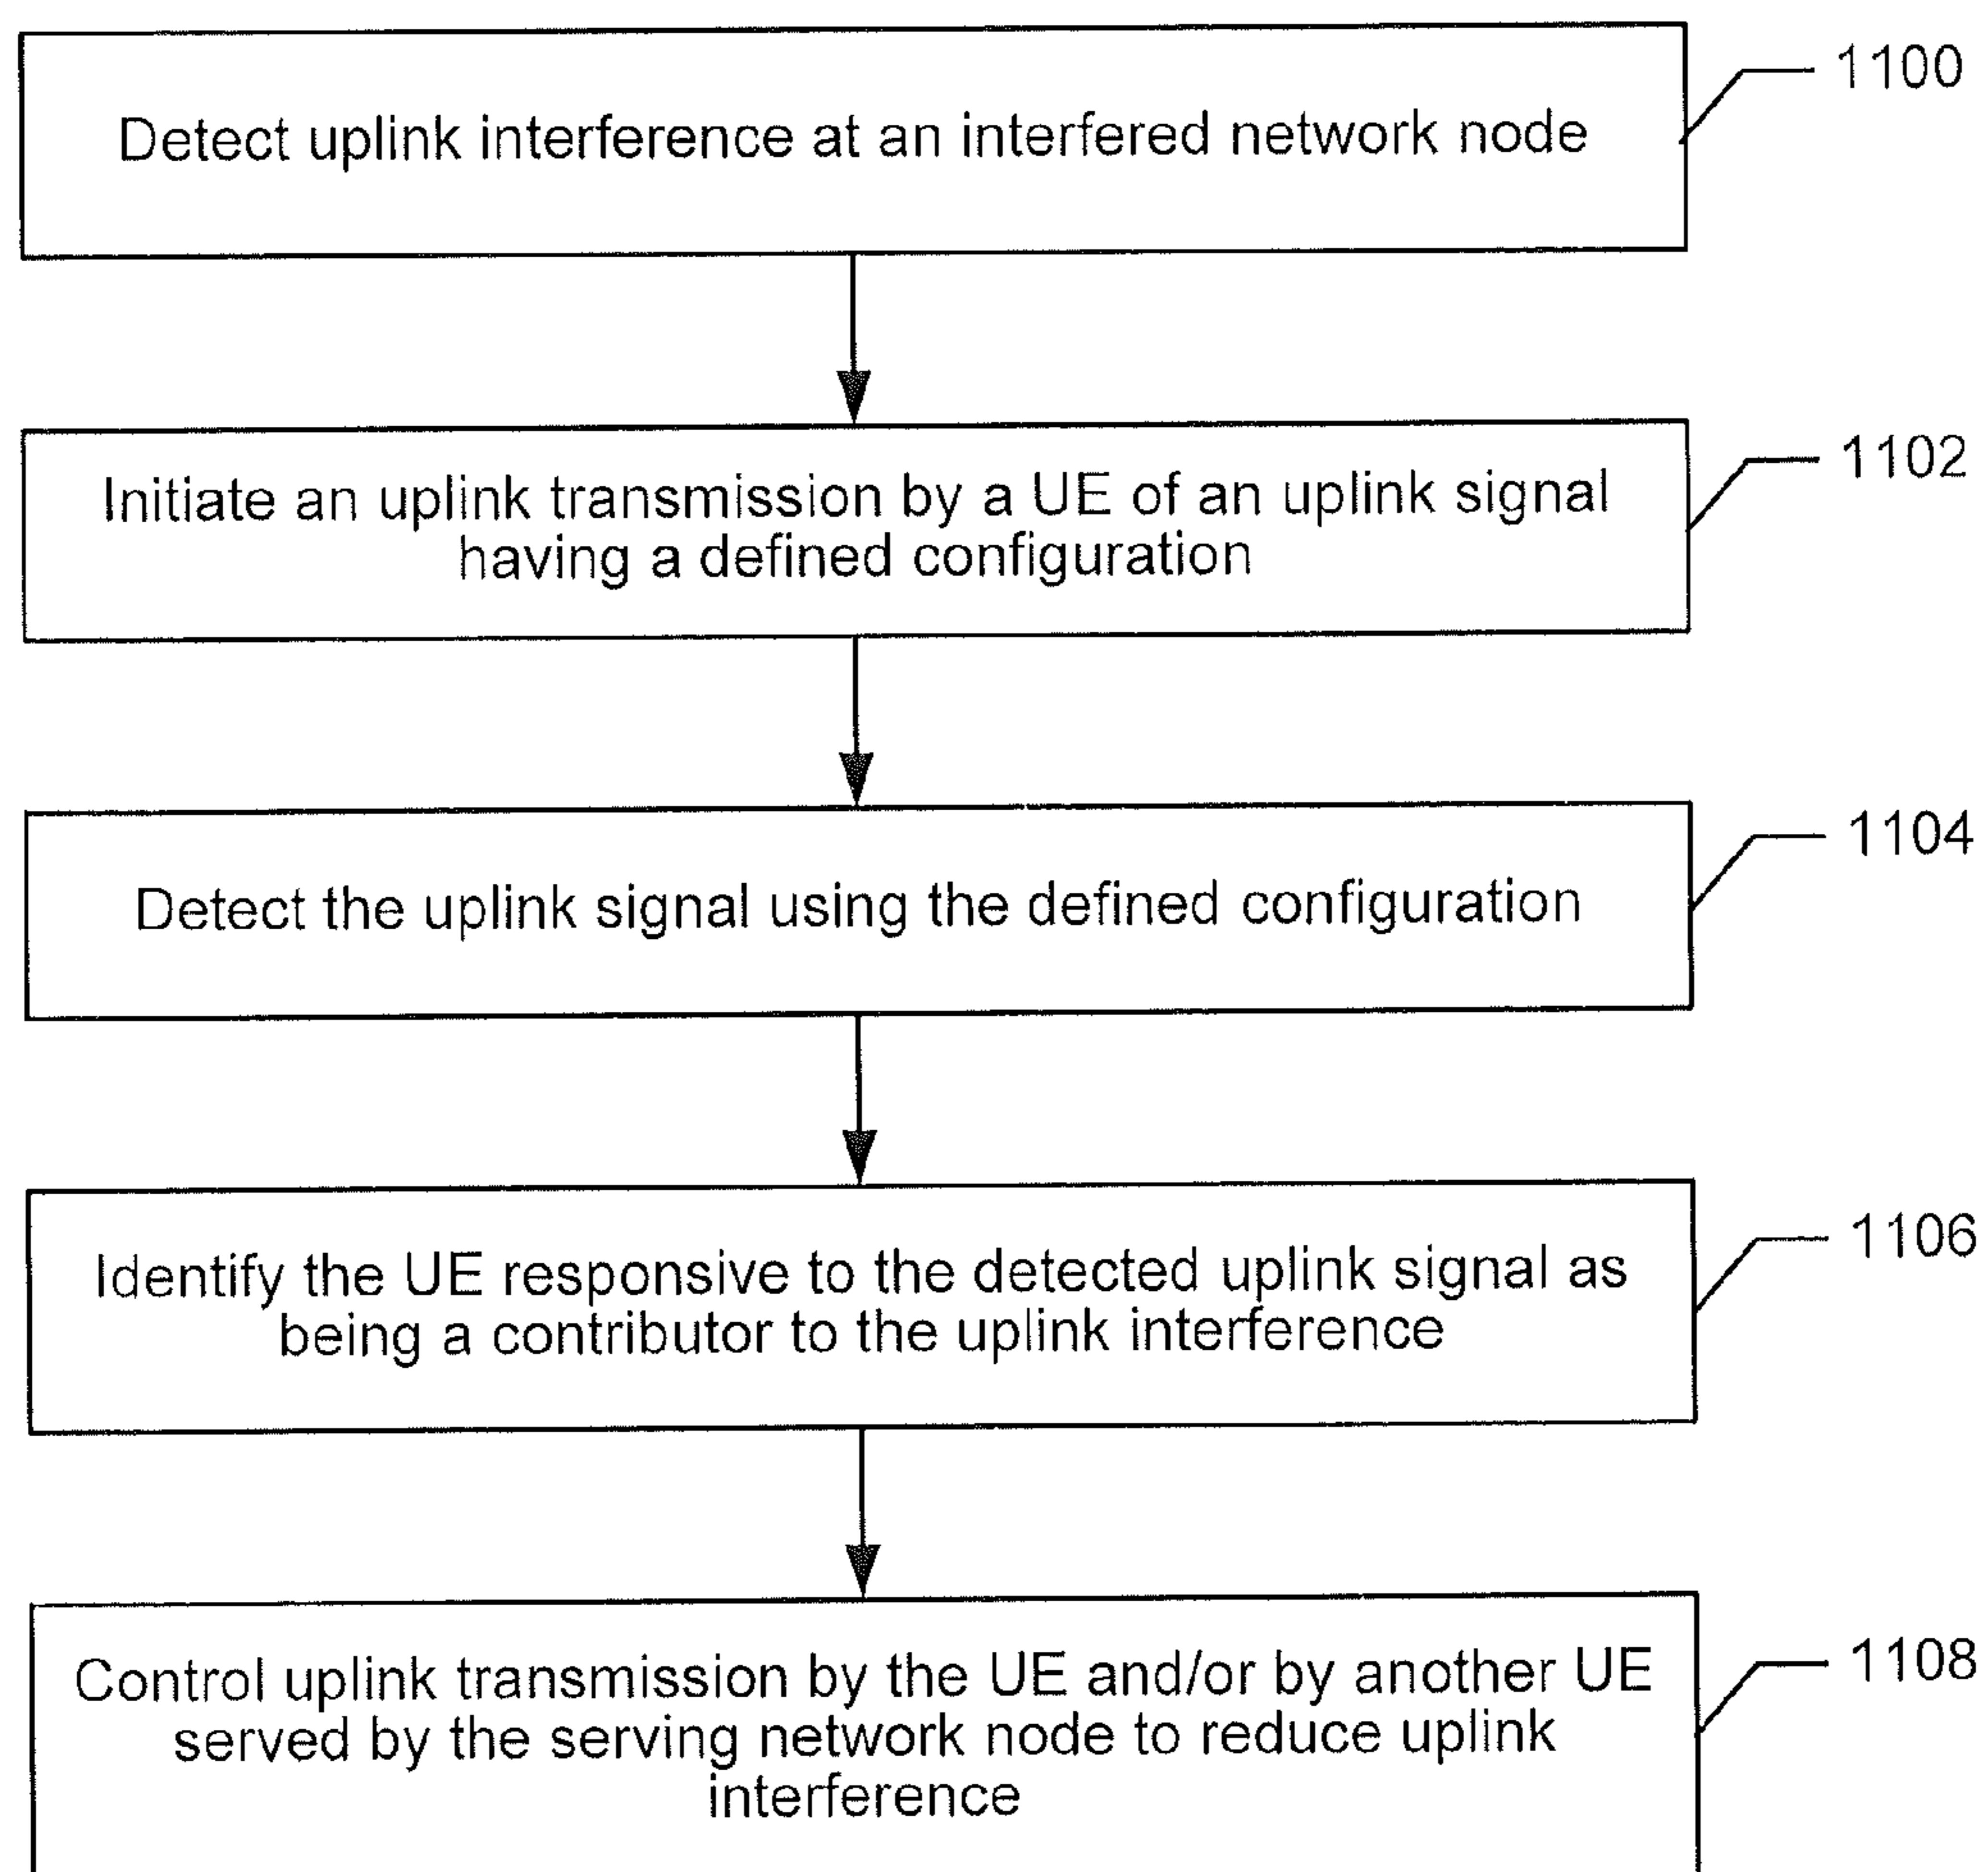 Detect uplink interference at an interfered network node
1100
Initiate an uplink transmission by a UE of an uplink signal
having a defined configuration
1102
Detect the uplink signal using the defined configuration
1104
Identify the UE responsive to the detected uplink signal as
being a contributor to the uplink interference
1106
Control uplink transmission by the UE and/or by another UE
served by the serving network node to reduce uplink
interference
1108